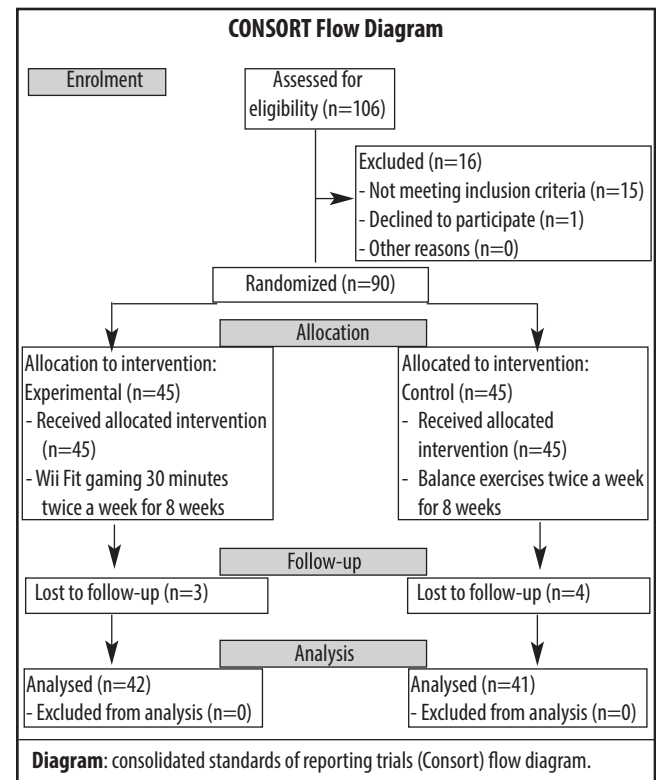 CONSORT Flow Diagram
Enrolment
Assessed for
eligibility (n=106)
Excluded (n=16)
- Not meeting inclusion criteria (n=15)
- Declined to participate (n=1)
- Other reasons (n=0)
Randomized (n=90)
Allocation
Allocation to intervention:
Experimental (n=45)
- Received allocated intervention
(n=45)
- Wii Fit gaming 30 minutes
twice a week for 8 weeks
Allocated to intervention:
Control (n=45)
- Received allocated
intervention (n=45)
- Balance exercises twice a week
for 8 weeks
Follow-up
Lost to follow-up (n=3)
Lost to follow-up (n=4)
Analysis
Analysed (n=42)
- Excluded from analysis (n=0)
Analysed (n=41)
- Excluded from analysis (n=0)
Diagram: consolidated standards of reporting trials (Consort) flow diagram.